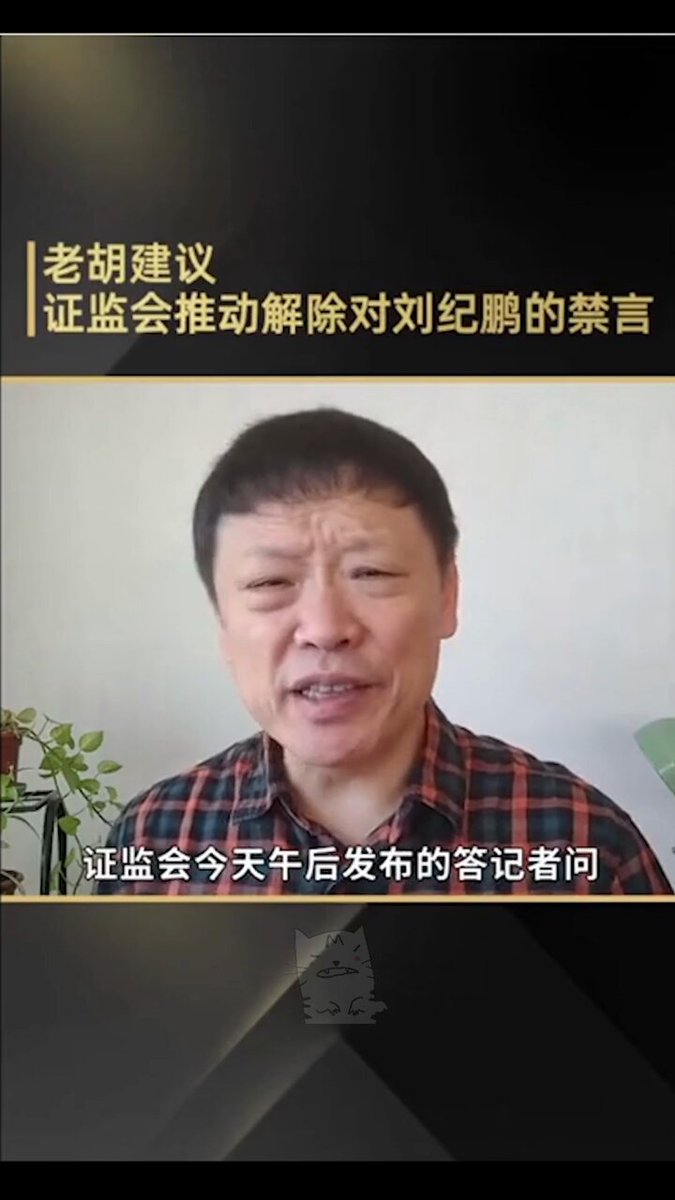 老胡建议
证监会推动解除对刘纪鹏的禁言
证监会今天午后发布的答记者问